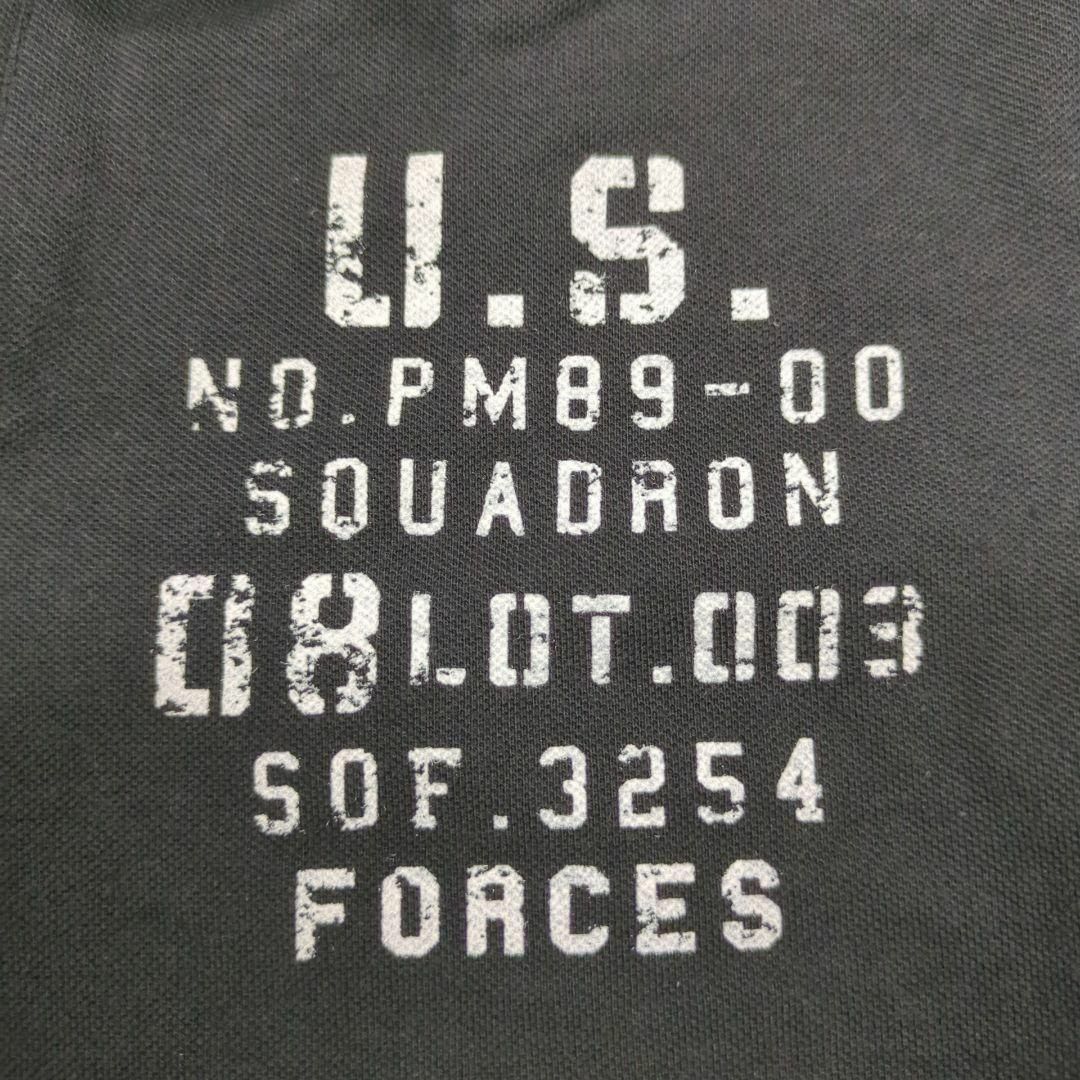 U.S.
NO.PM89-00
SQUADRON
08LOT.003
SOF.3254
FORCES